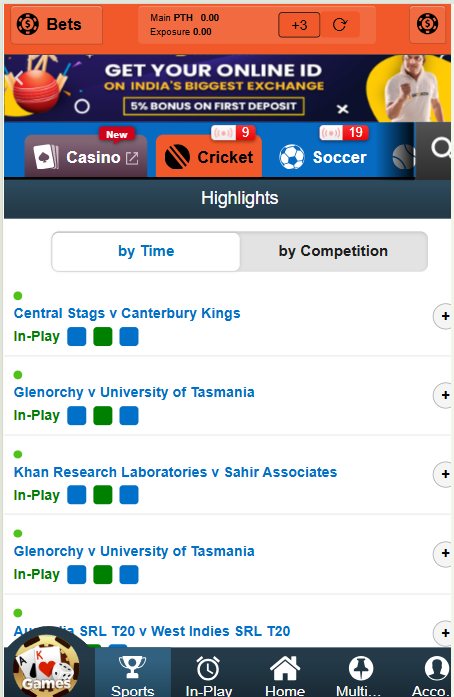 Bets
Main PTH 0.00
Exposure 0.00
+3
GET YOUR ONLINE ID
ON INDIA'S BIGGEST EXCHANGE
5% BONUS ON FIRST DEPOSIT
New
9
19
Casino
Cricket
Soccer
Highlights
by Time
by Competition
Central Stags v Canterbury Kings
In-Play
+
Glenorchy v University of Tasmania
In-Play
+
Khan Research Laboratories v Sahir Associates
In-Play
+
Glenorchy v University of Tasmania
In-Play
+
SRL T20 v West Indies SRL T20
+
A K
Games
Sports
In-Play
Home
Multi...
Acco...